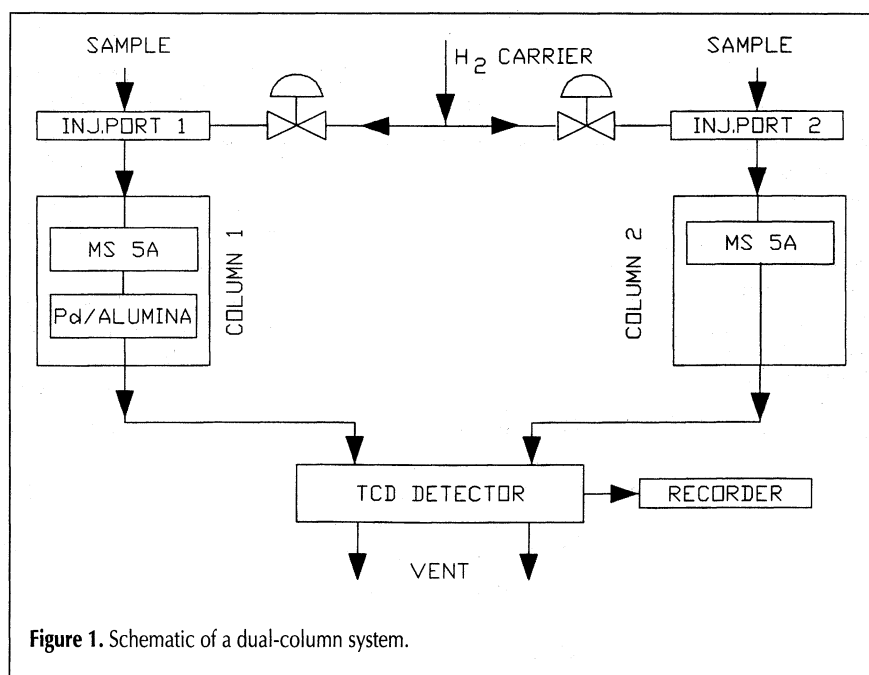 SAMPLE
H2 CARRIER
SAMPLE
INJ.PORT 1
INJ.PORT 2
MS 5A
Pd/ALUMINA
COLUMN 1
COLUMN 2
MS 5A
TCD DETECTOR
RECORDER
VENT
Figure 1. Schematic of a dual-column system.